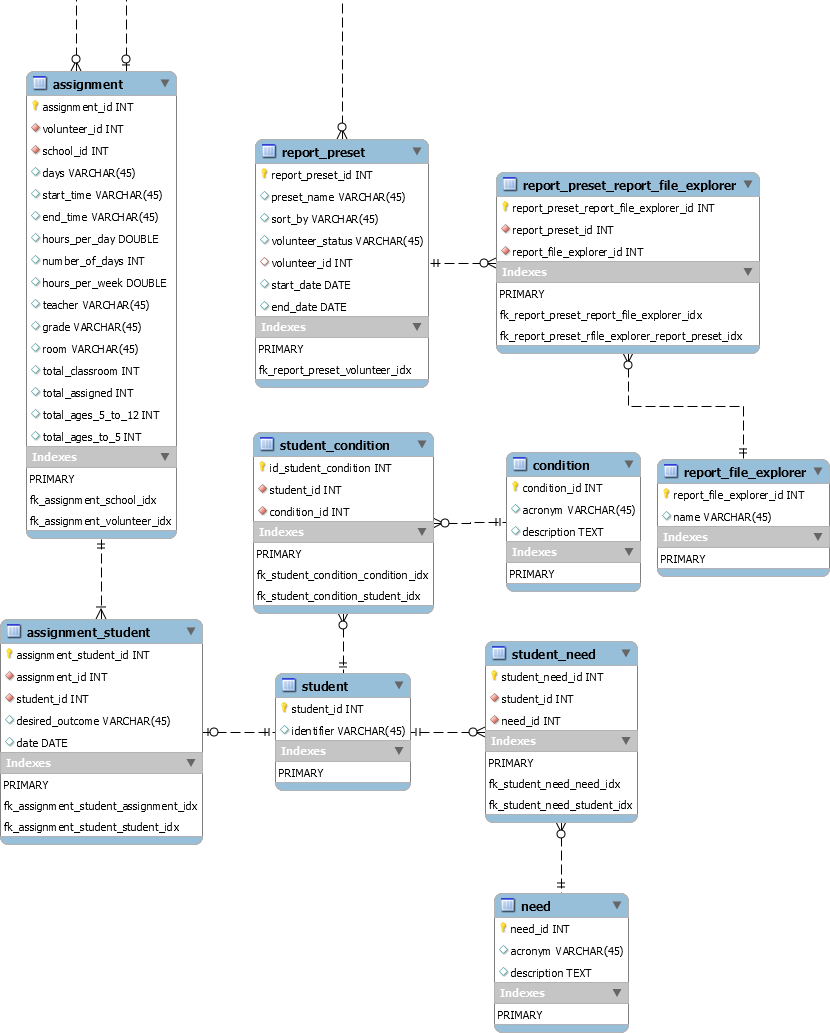 assignment
assignment_id INT
volunteer_id INT
school_id INT
days VARCHAR(45)
start_time VARCHAR(45)
end_time VARCHAR(45)
hours_per_day DOUBLE
number_of_days INT
hours_per_week DOUBLE
teacher VARCHAR(45)
grade VARCHAR(45)
room VARCHAR(45)
total_classroom INT
total_assigned INT
total_ages_5_to_12 INT
total_ages_to_5 INT
Indexes
PRIMARY
fk_assignment_school_idx
fk_assignment_volunteer_idx
report_preset
report_preset_id INT
preset_name VARCHAR(45)
sort_by VARCHAR(45)
volunteer_status VARCHAR(45)
volunteer_id INT
start_date DATE
end_date DATE
Indexes
PRIMARY
fk_report_preset_volunteer_idx
report_preset_report_file_explorer
report_preset_report_file_explorer_id INT
report_preset_id INT
report_file_explorer_id INT
Indexes
PRIMARY
fk_report_preset_report_file_explorer_idx
fk_report_preset_rfile_explorer_report_preset_idx
student_condition
id_student_condition INT
student_id INT
condition_id INT
Indexes
PRIMARY
fk_student_condition_condition_idx
fk_student_condition_student_idx
condition
condition_id INT
acronym VARCHAR(45)
description TEXT
Indexes
PRIMARY
report_file_explorer
report_file_explorer_id INT
name VARCHAR(45)
Indexes
PRIMARY
assignment_student
assignment_student_id INT
assignment_id INT
student_id INT
desired_outcome VARCHAR(45)
date DATE
Indexes
PRIMARY
fk_assignment_student_assignment_idx
fk_assignment_student_student_idx
student
student_id INT
identifier VARCHAR(45)
Indexes
PRIMARY
student_need
student_need_id INT
student_id INT
need_id INT
Indexes
PRIMARY
fk_student_need_need_idx
fk_student_need_student_idx
need
need_id INT
acronym VARCHAR(45)
description TEXT
Indexes
PRIMARY